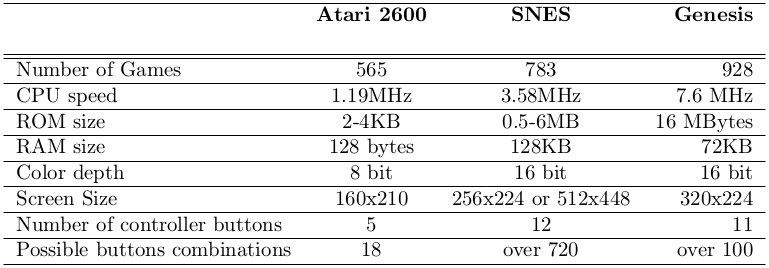 Atari 2600 SNES Genesis
Number of Games 565 783 928
CPU speed 1.19MHz 3.58MHz 7.6 MHz
ROM size 2-4KB 0.5-6MB 16 MBytes
RAM size 128 bytes 128KB 72KB
Color depth 8 bit 16 bit 16 bit
Screen Size 160x210 256x224 or 512x448 320x224
Number of controller buttons 5 12 11
Possible buttons combinations 18 over 720 over 100